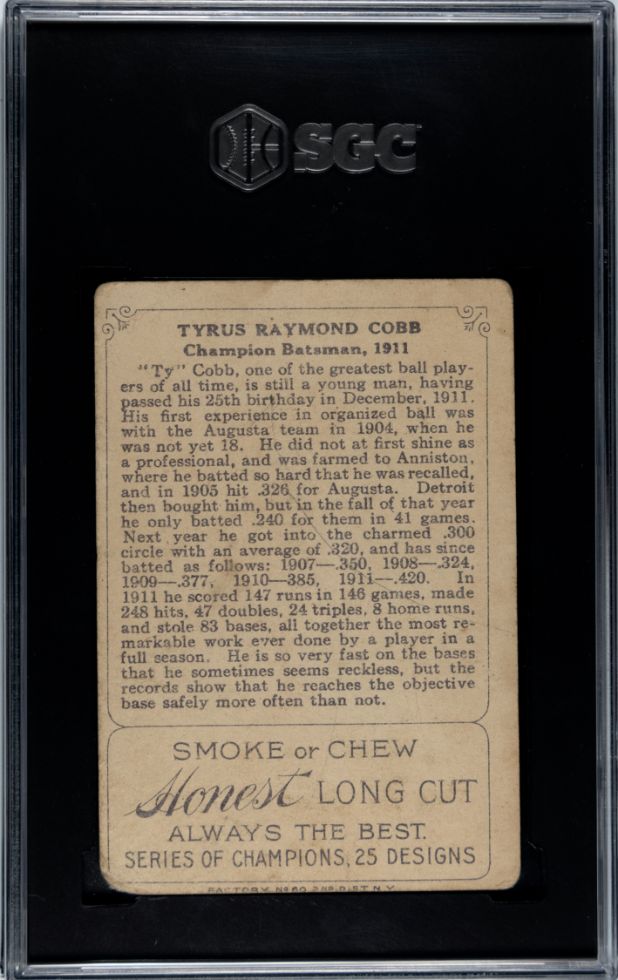 SGC
TYRUS RAYMOND COBB
Champion Batsman, 1911
"Ty" Cobb, one of the greatest ball play-
ers of all time, is still a young man, having
passed his 25th birthday in December, 1911.
His first experience in organized ball was
with the Augusta team in 1904, when he
was not yet 18. He did not at first shine as
a professional, and was farmed to Anniston,
where he batted so hard that he was recalled,
and in 1905 hit .326 for Augusta. Detroit
then bought him, but in the fall of that year
he only batted .240 for them in 41 games.
Next year he got into the charmed .300
circle with an average of .320, and has since
batted as follows: 1907—.350, 1908—.324,
1909—.377, 1910—385, 1911—.420. In
1911 he scored 147 runs in 146 games, made
248 hits, 47 doubles, 24 triples, 8 home runs,
and stole 83 bases, all together the most re-
markable work ever done by a player in a
full season. He is so very fast on the bases
that he sometimes seems reckless, but the
records show that he reaches the objective
base safely more often than not.
SMOKE or CHEW
Honest LONG CUT
ALWAYS THE BEST.
SERIES OF CHAMPIONS, 25 DESIGNS
FACTORY No 60 2ND DIST N.Y.